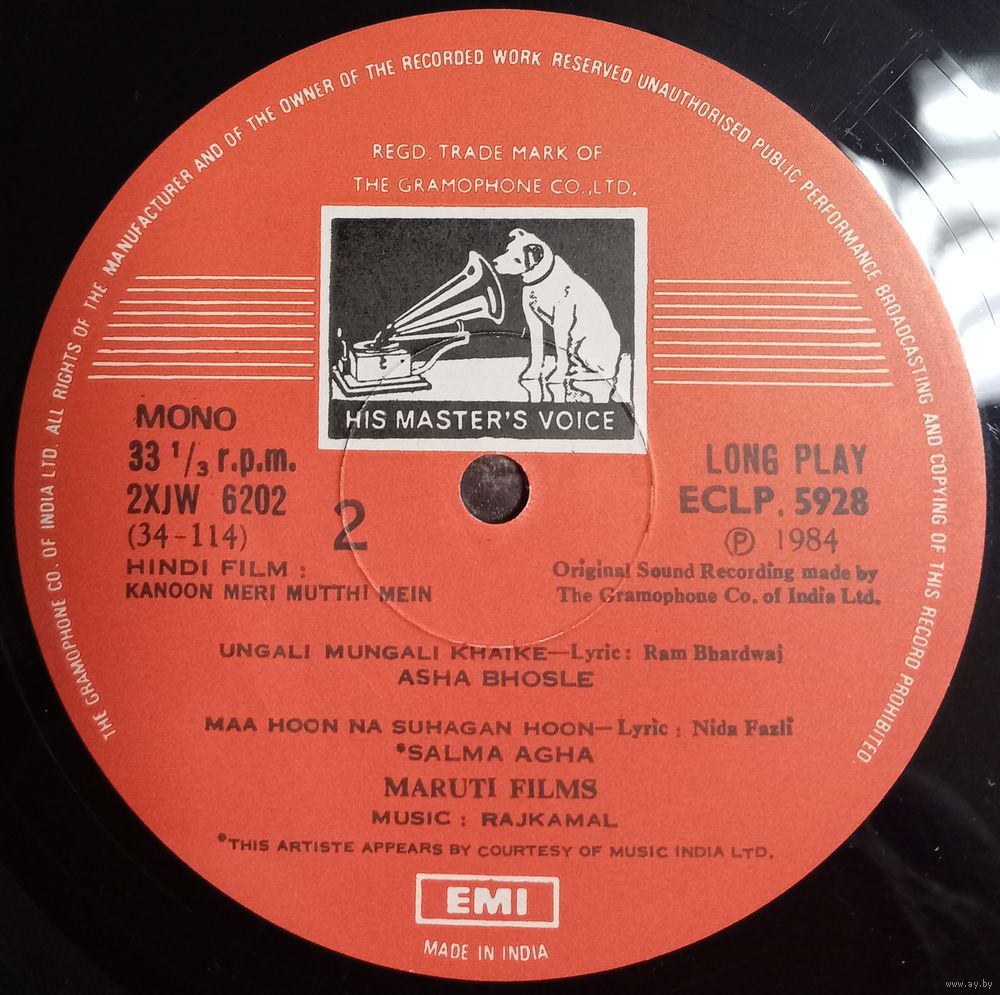 THE GRAMOPHONE CO. OF INDIA LTD. ALL RIGHTS OF THE MANUFACTURER AND OF THE OWNER OF THE RECORDED WORK RESERVED UNAUTHORISED PUBLIC PERFORMANCE BROADCASTING AND COPYING OF THIS RECORD PROHIBITED.
REGD. TRADE MARK OF
THE GRAMOPHONE CO.,LTD.
HIS MASTER'S VOICE
MONO
33 1/3 r.p.m.
2XJW 6202
(34-114)
2
LONG PLAY
ECLP. 5928
℗ 1984
HINDI FILM :
KANOON MERI MUTTHI MEIN
Original Sound Recording made by
The Gramophone Co. of India Ltd.
UNGALI MUNGALI KHAIKE—Lyric : Ram Bhardwaj
ASHA BHOSLE
MAA HOON NA SUHAGAN HOON—Lyric : Nida Fazli
*SALMA AGHA
MARUTI FILMS
MUSIC : RAJKAMAL
*THIS ARTISTE APPEARS BY COURTESY OF MUSIC INDIA LTD.
EMI
MADE IN INDIA
www.ay.by